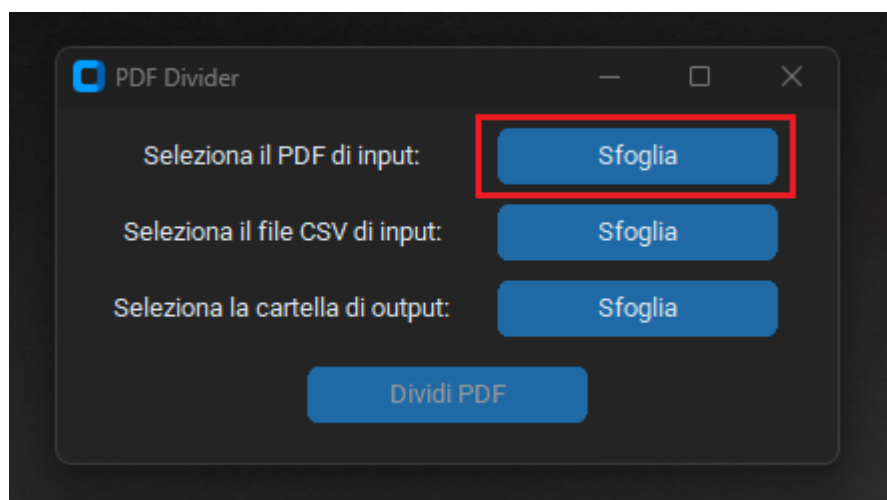 PDF Divider
Seleziona il PDF di input: Sfoglia
Seleziona il file CSV di input: Sfoglia
Seleziona la cartella di output: Sfoglia
Dividi PDF